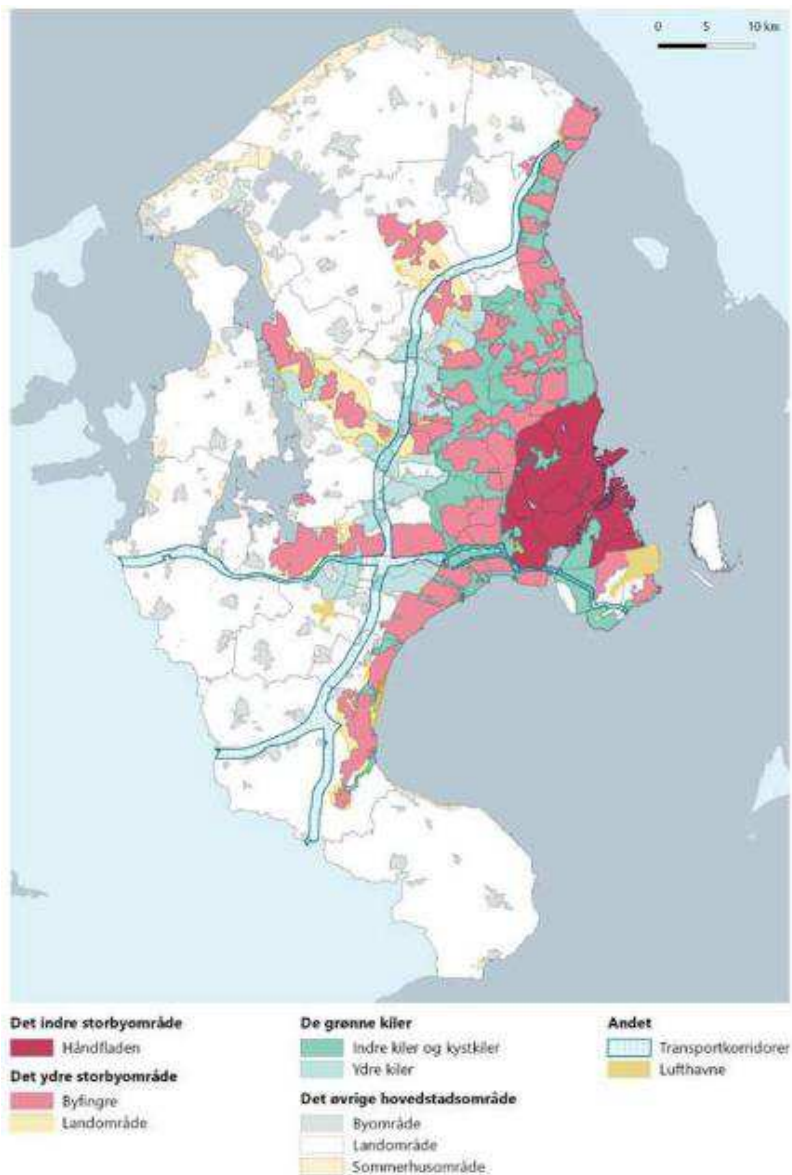 0 5 10 km
Det indre storbyområde
Håndfladen
Det ydre storbyområde
Byfingre
Landområde
De grønne kiler
Indre kiler og kystkiler
Ydre kiler
Det øvrige hovedstadsområde
Byområde
Landområde
Sommerhusområde
Andet
Transportkorridorer
Lufthavne